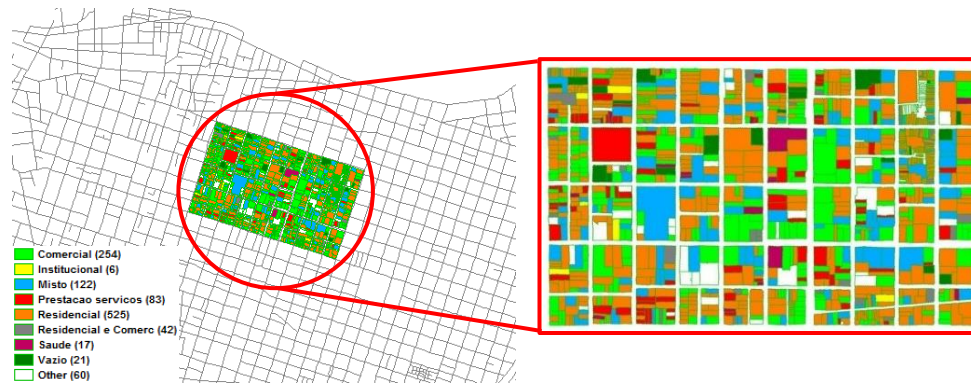 Comercial (254)
Institucional (6)
Misto (122)
Prestacao servicos (83)
Residencial (525)
Residencial e Comerc (42)
Saude (17)
Vazio (21)
Other (60)